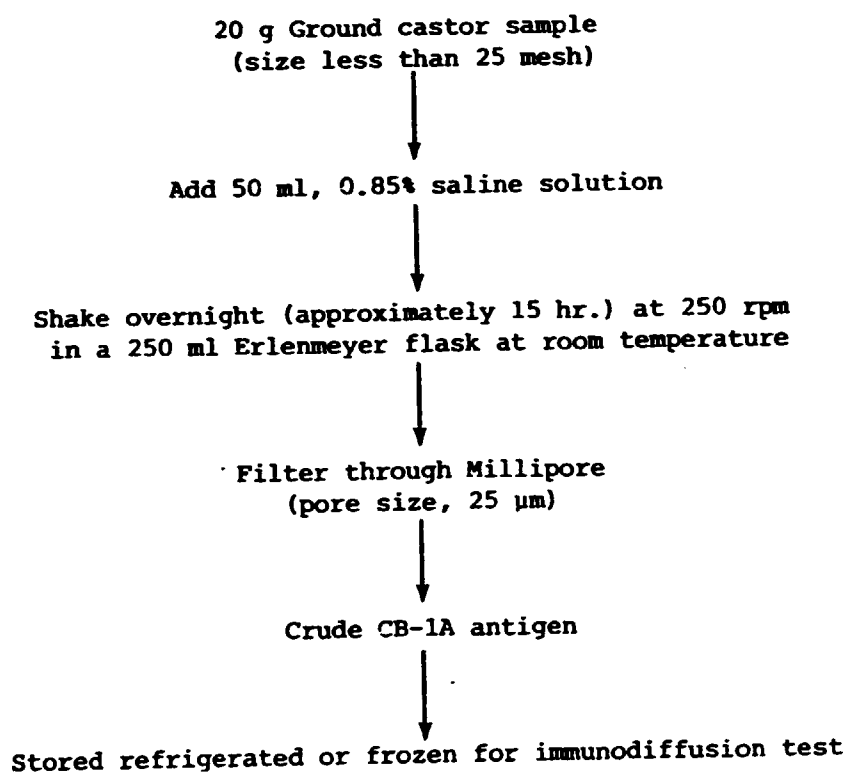 20 g Ground castor sample
(size less than 25 mesh)
Add 50 ml, 0.85% saline solution
Shake overnight (approximately 15 hr.) at 250 rpm
in a 250 ml Erlenmeyer flask at room temperature
Filter through Millipore
(pore size, 25 µm)
Crude CB-1A antigen
Stored refrigerated or frozen for immunodiffusion test